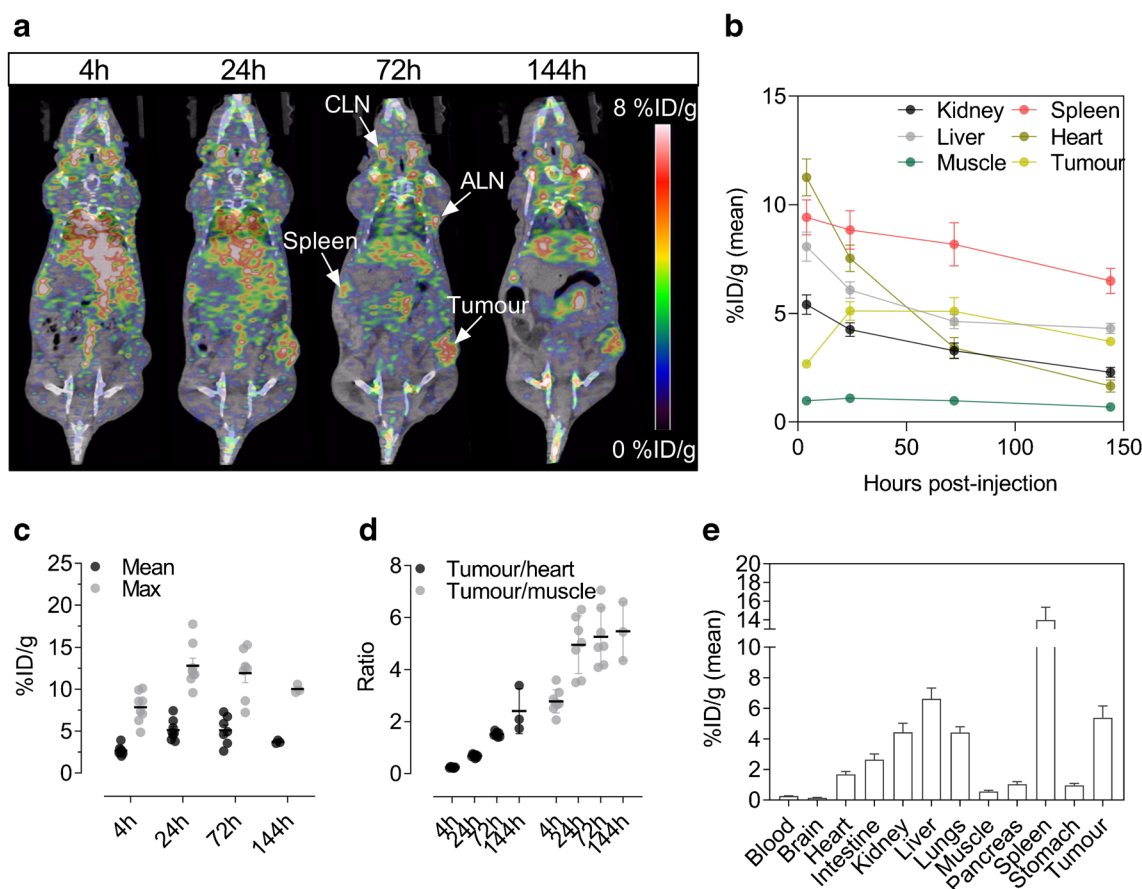 a
4h 24h 72h 144h
CLN
ALN
Spleen
Tumour
8 %ID/g
0 %ID/g
b
%ID/g (mean)
15
10
5
0
Kidney Spleen
Liver Heart
Muscle Tumour
0 50 100 150
Hours post-injection
c
%ID/g
25
20
15
10
5
0
Mean
Max
4h 24h 72h 144h
d
Ratio
8
6
4
2
0
Tumour/heart
Tumour/muscle
4h 24h 72h 144h 4h 24h 72h 144h
e
%ID/g (mean)
20
18
16
14
12
10
8
6
4
2
0
Blood Brain Heart Intestine Kidney Liver Lungs Muscle Pancreas Spleen Stomach Tumour